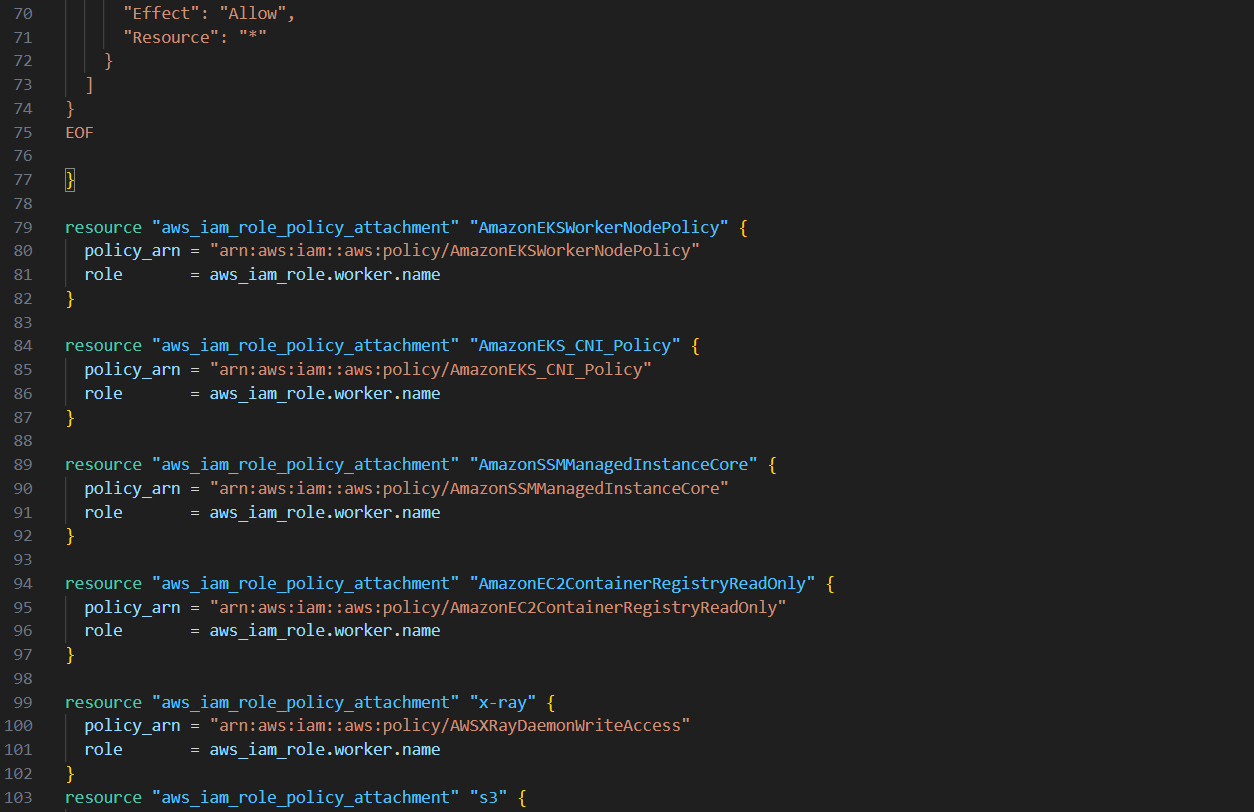 70 "Effect": "Allow",
71 "Resource": "*"
72 }
73 ]
74 }
75 EOF
76
77 }
78
79 resource "aws_iam_role_policy_attachment" "AmazonEKSWorkerNodePolicy" {
80 policy_arn = "arn:aws:iam::aws:policy/AmazonEKSWorkerNodePolicy"
81 role       = aws_iam_role.worker.name
82 }
83
84 resource "aws_iam_role_policy_attachment" "AmazonEKS_CNI_Policy" {
85 policy_arn = "arn:aws:iam::aws:policy/AmazonEKS_CNI_Policy"
86 role       = aws_iam_role.worker.name
87 }
88
89 resource "aws_iam_role_policy_attachment" "AmazonSSMManagedInstanceCore" {
90 policy_arn = "arn:aws:iam::aws:policy/AmazonSSMManagedInstanceCore"
91 role       = aws_iam_role.worker.name
92 }
93
94 resource "aws_iam_role_policy_attachment" "AmazonEC2ContainerRegistryReadOnly" {
95 policy_arn = "arn:aws:iam::aws:policy/AmazonEC2ContainerRegistryReadOnly"
96 role       = aws_iam_role.worker.name
97 }
98
99 resource "aws_iam_role_policy_attachment" "x-ray" {
100 policy_arn = "arn:aws:iam::aws:policy/AWSXRayDaemonWriteAccess"
101 role       = aws_iam_role.worker.name
102 }
103 resource "aws_iam_role_policy_attachment" "s3" {